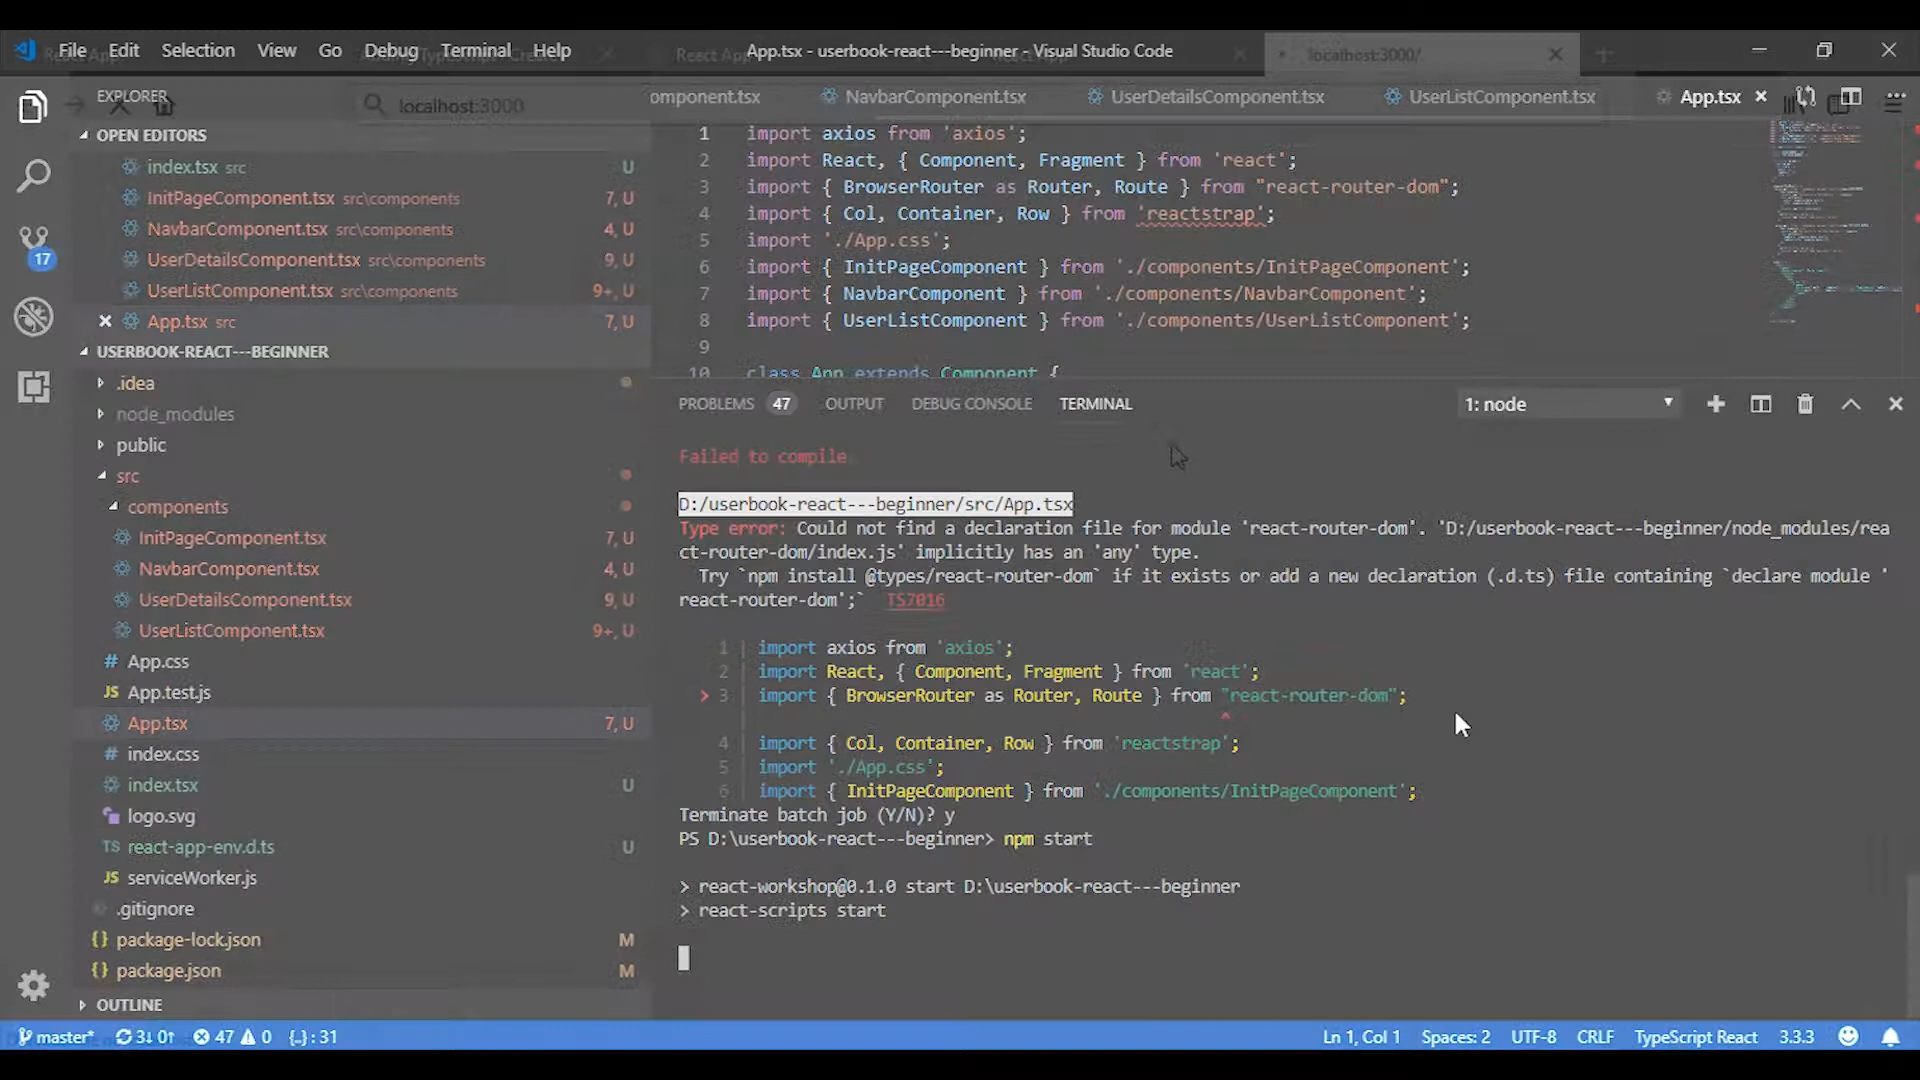 File Edit Selection View Go Debug Terminal Help
App.tsx - userbook-react---beginner - Visual Studio Code
React App
localhost:3000/
EXPLORER
localhost:3000
omponent.tsx NavbarComponent.tsx UserDetailsComponent.tsx UserListComponent.tsx App.tsx
OPEN EDITORS
index.tsx src U
InitPageComponent.tsx src\components 7, U
NavbarComponent.tsx src\components 4, U
UserDetailsComponent.tsx src\components 9, U
UserListComponent.tsx src\components 9+, U
App.tsx src 7, U
USERBOOK-REACT---BEGINNER
.idea
node_modules
public
src
components
InitPageComponent.tsx 7, U
NavbarComponent.tsx 4, U
UserDetailsComponent.tsx 9, U
UserListComponent.tsx 9+, U
# App.css
JS App.test.js
App.tsx 7, U
# index.css
index.tsx U
logo.svg
TS react-app-env.d.ts U
JS serviceWorker.js
.gitignore
{} package-lock.json M
{} package.json M
OUTLINE
17
1 import axios from 'axios';
2 import React, { Component, Fragment } from 'react';
3 import { BrowserRouter as Router, Route } from "react-router-dom";
4 import { Col, Container, Row } from 'reactstrap';
5 import './App.css';
6 import { InitPageComponent } from './components/InitPageComponent';
7 import { NavbarComponent } from './components/NavbarComponent';
8 import { UserListComponent } from './components/UserListComponent';
9
10 class App extends Component {
PROBLEMS 47 OUTPUT DEBUG CONSOLE TERMINAL 1: node
Failed to compile
D:/userbook-react---beginner/src/App.tsx
Type error: Could not find a declaration file for module 'react-router-dom'. 'D:/userbook-react---beginner/node_modules/rea
ct-router-dom/index.js' implicitly has an 'any' type.
Try `npm install @types/react-router-dom` if it exists or add a new declaration (.d.ts) file containing `declare module '
react-router-dom';` TS7016
1 | import axios from 'axios';
2 | import React, { Component, Fragment } from 'react';
> 3 | import { BrowserRouter as Router, Route } from "react-router-dom";
| ^
4 | import { Col, Container, Row } from 'reactstrap';
5 | import './App.css';
6 | import { InitPageComponent } from './components/InitPageComponent';
Terminate batch job (Y/N)? y
PS D:\userbook-react---beginner> npm start
> react-workshop@0.1.0 start D:\userbook-react---beginner
> react-scripts start
master* 3↓ 0↑ 47 0 {..} : 31 Ln 1, Col 1 Spaces: 2 UTF-8 CRLF TypeScript React 3.3.3